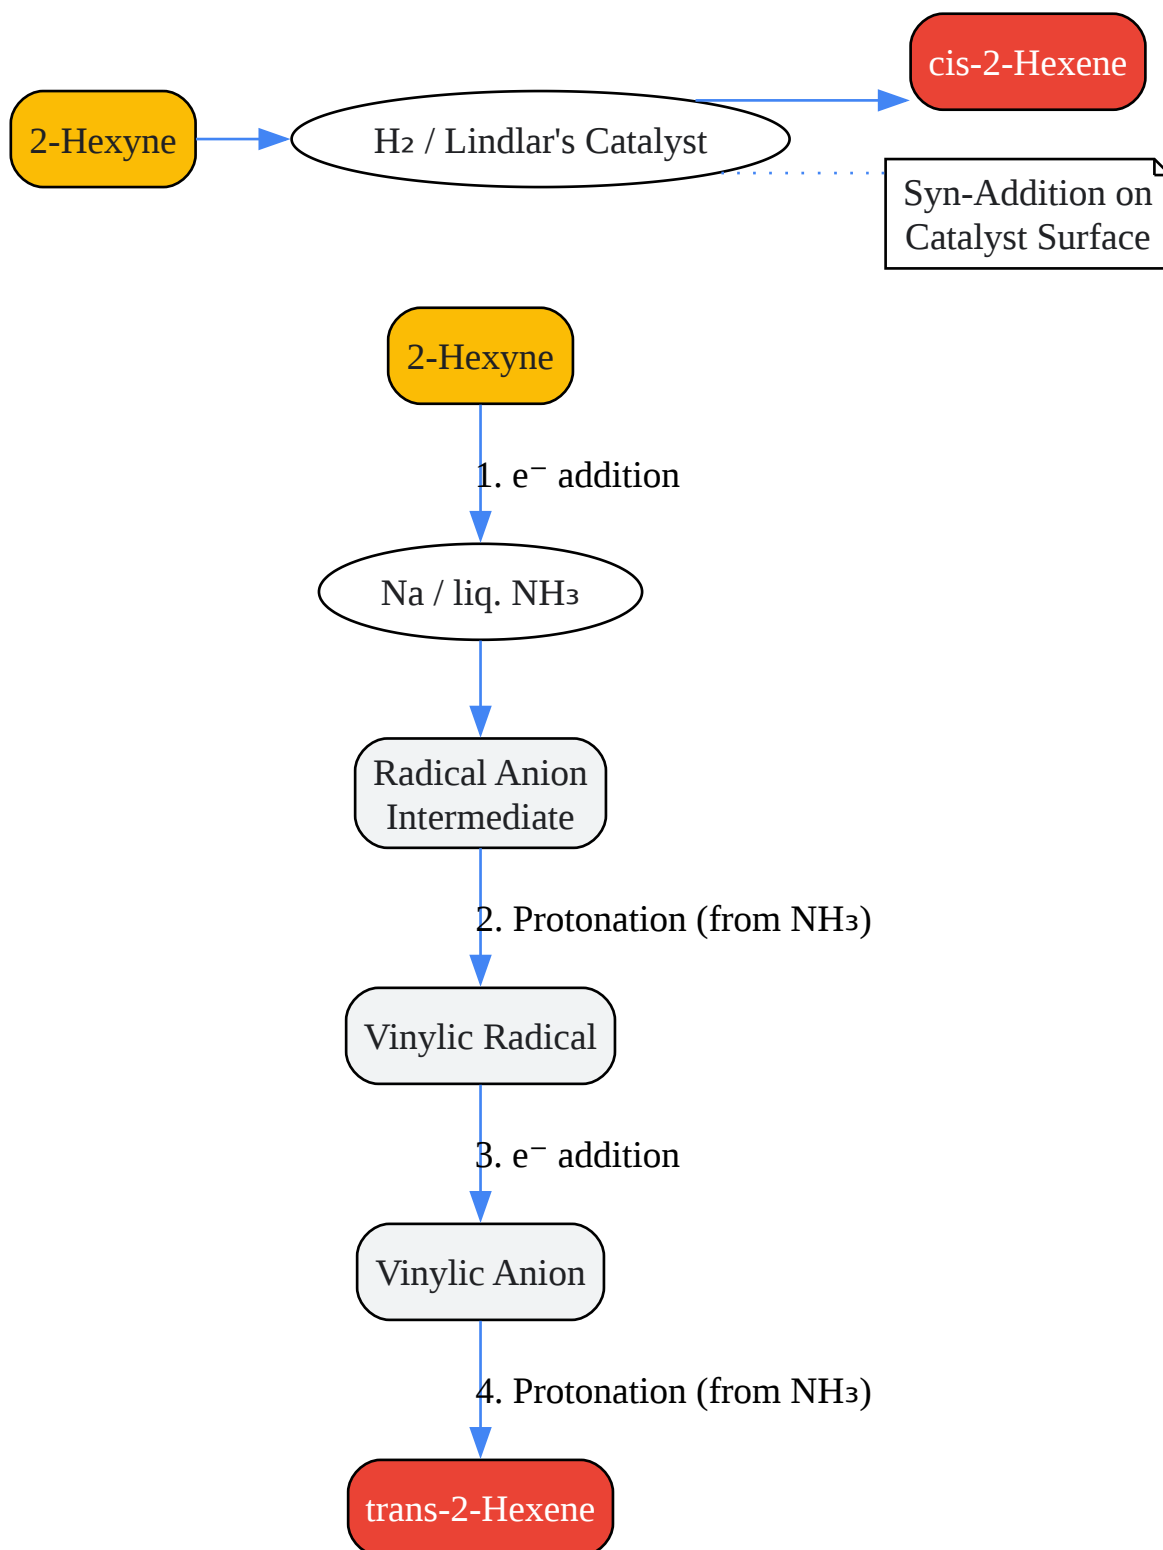 cis-2-Hexene
2-Hexyne
H₂ / Lindlar's Catalyst
Syn-Addition on
Catalyst Surface
2-Hexyne
1. e⁻ addition
Na / liq. NH₃
Radical Anion
Intermediate
2. Protonation (from NH₃)
Vinylic Radical
3. e⁻ addition
Vinylic Anion
4. Protonation (from NH₃)
trans-2-Hexene